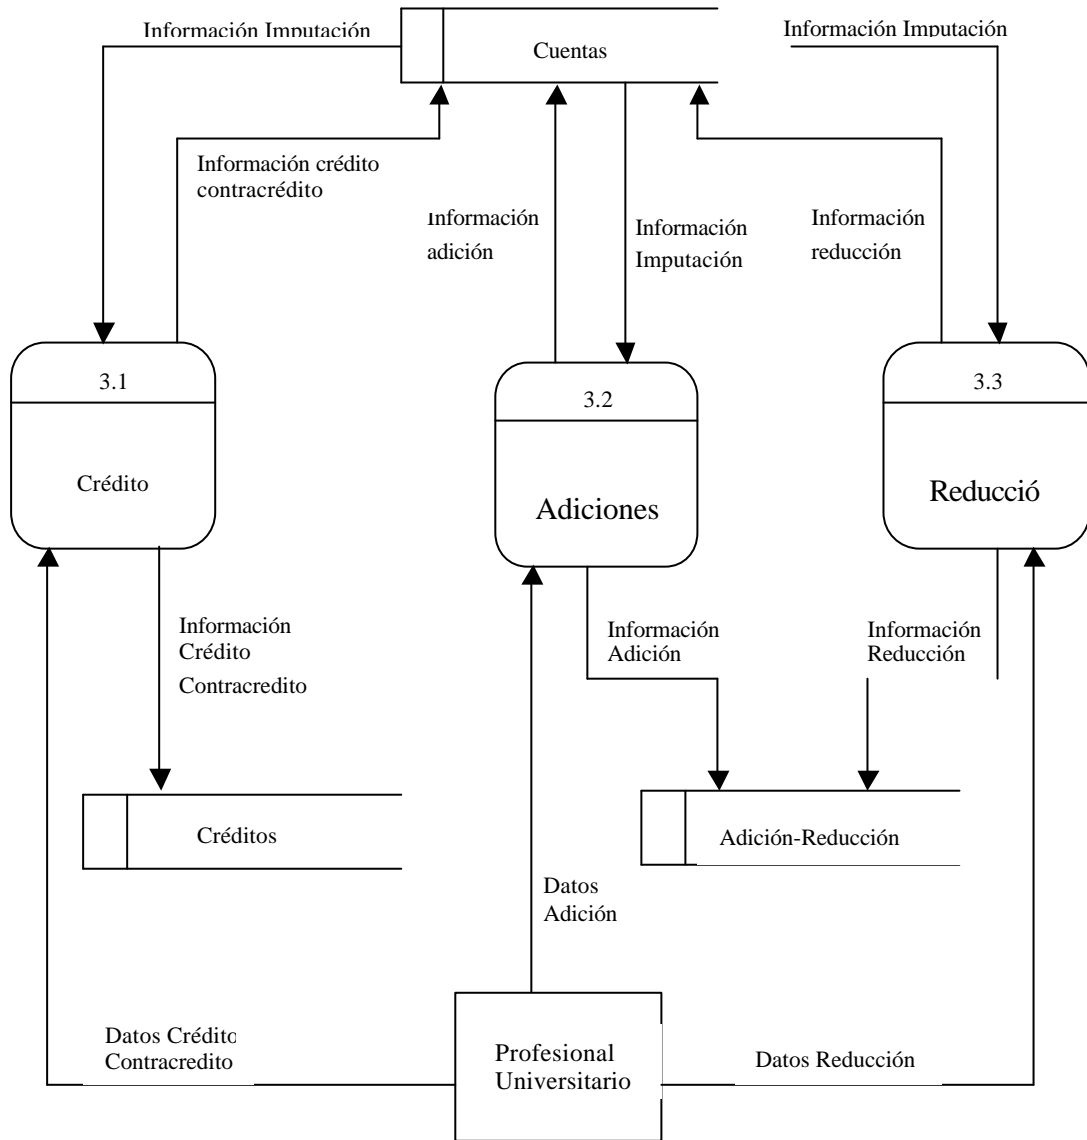 Información Imputación
Cuentas
Información Imputación
Información crédito
contracrédito
Información
adición
Información
Imputación
Información
reducción
3.1
Crédito
3.2
Adiciones
3.3
Reducció
Información
Crédito
Contracredito
Información
Adición
Información
Reducción
Créditos
Adición-Reducción
Datos
Adición
Datos Crédito
Contracredito
Profesional
Universitario
Datos Reducción